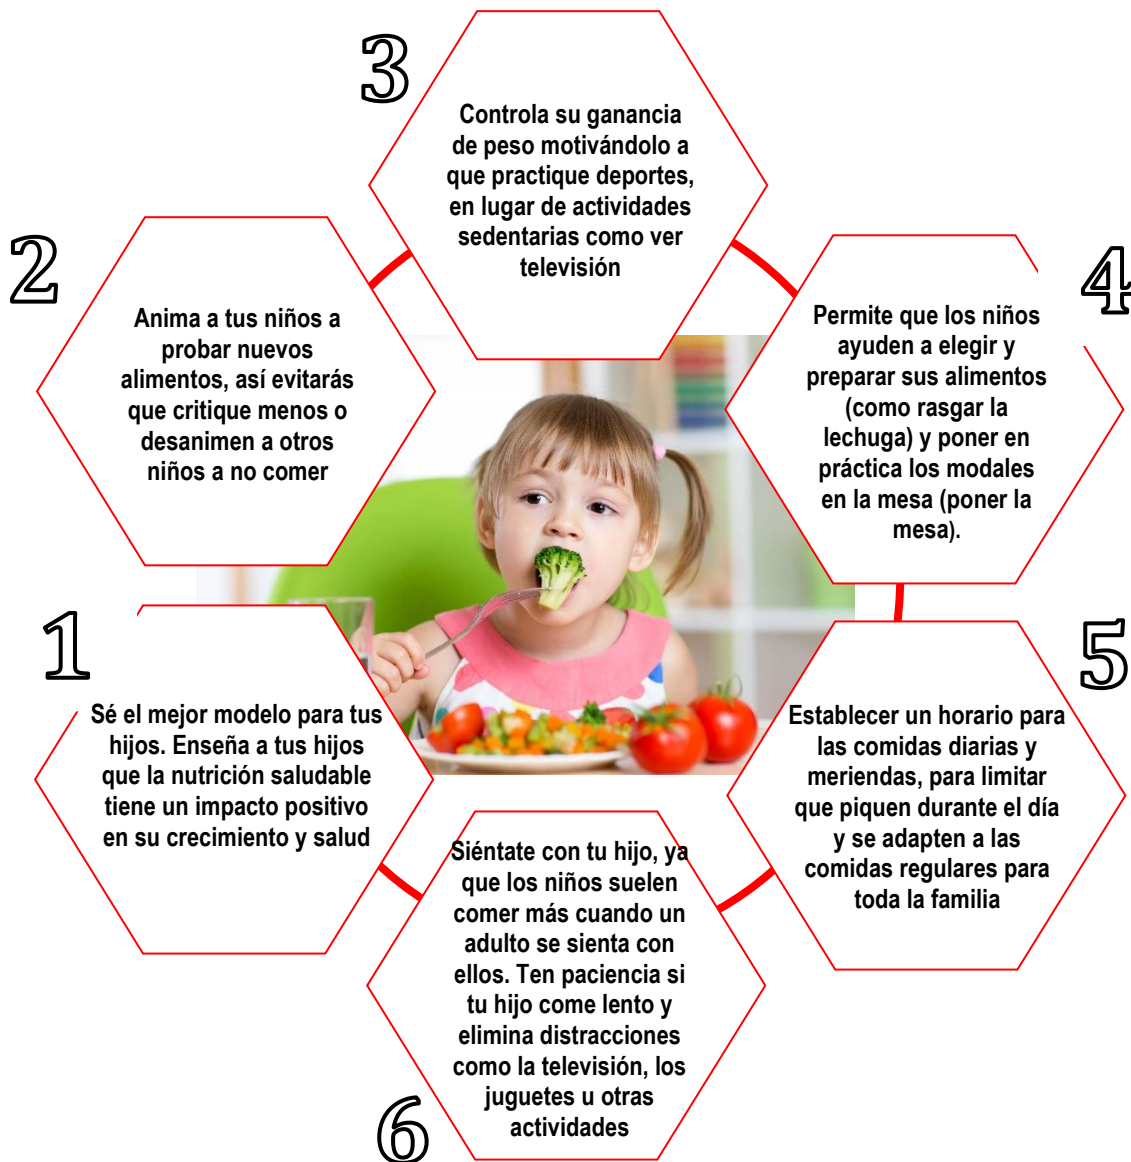 1
Sé el mejor modelo para tus
hijos. Enseña a tus hijos
que la nutrición saludable
tiene un impacto positivo
en su crecimiento y salud
2
Anima a tus niños a
probar nuevos
alimentos, así evitarás
que critique menos o
desanimen a otros
niños a no comer
3
Controla su ganancia
de peso motivándolo a
que practique deportes,
en lugar de actividades
sedentarias como ver
televisión
4
Permite que los niños
ayuden a elegir y
preparar sus alimentos
(como rasgar la
lechuga) y poner en
práctica los modales
en la mesa (poner la
mesa).
5
Establecer un horario para
las comidas diarias y
meriendas, para limitar
que piquen durante el día
y se adapten a las
comidas regulares para
toda la familia
6
Siéntate con tu hijo, ya
que los niños suelen
comer más cuando un
adulto se sienta con
ellos. Ten paciencia si
tu hijo come lento y
elimina distracciones
como la televisión, los
juguetes u otras
actividades